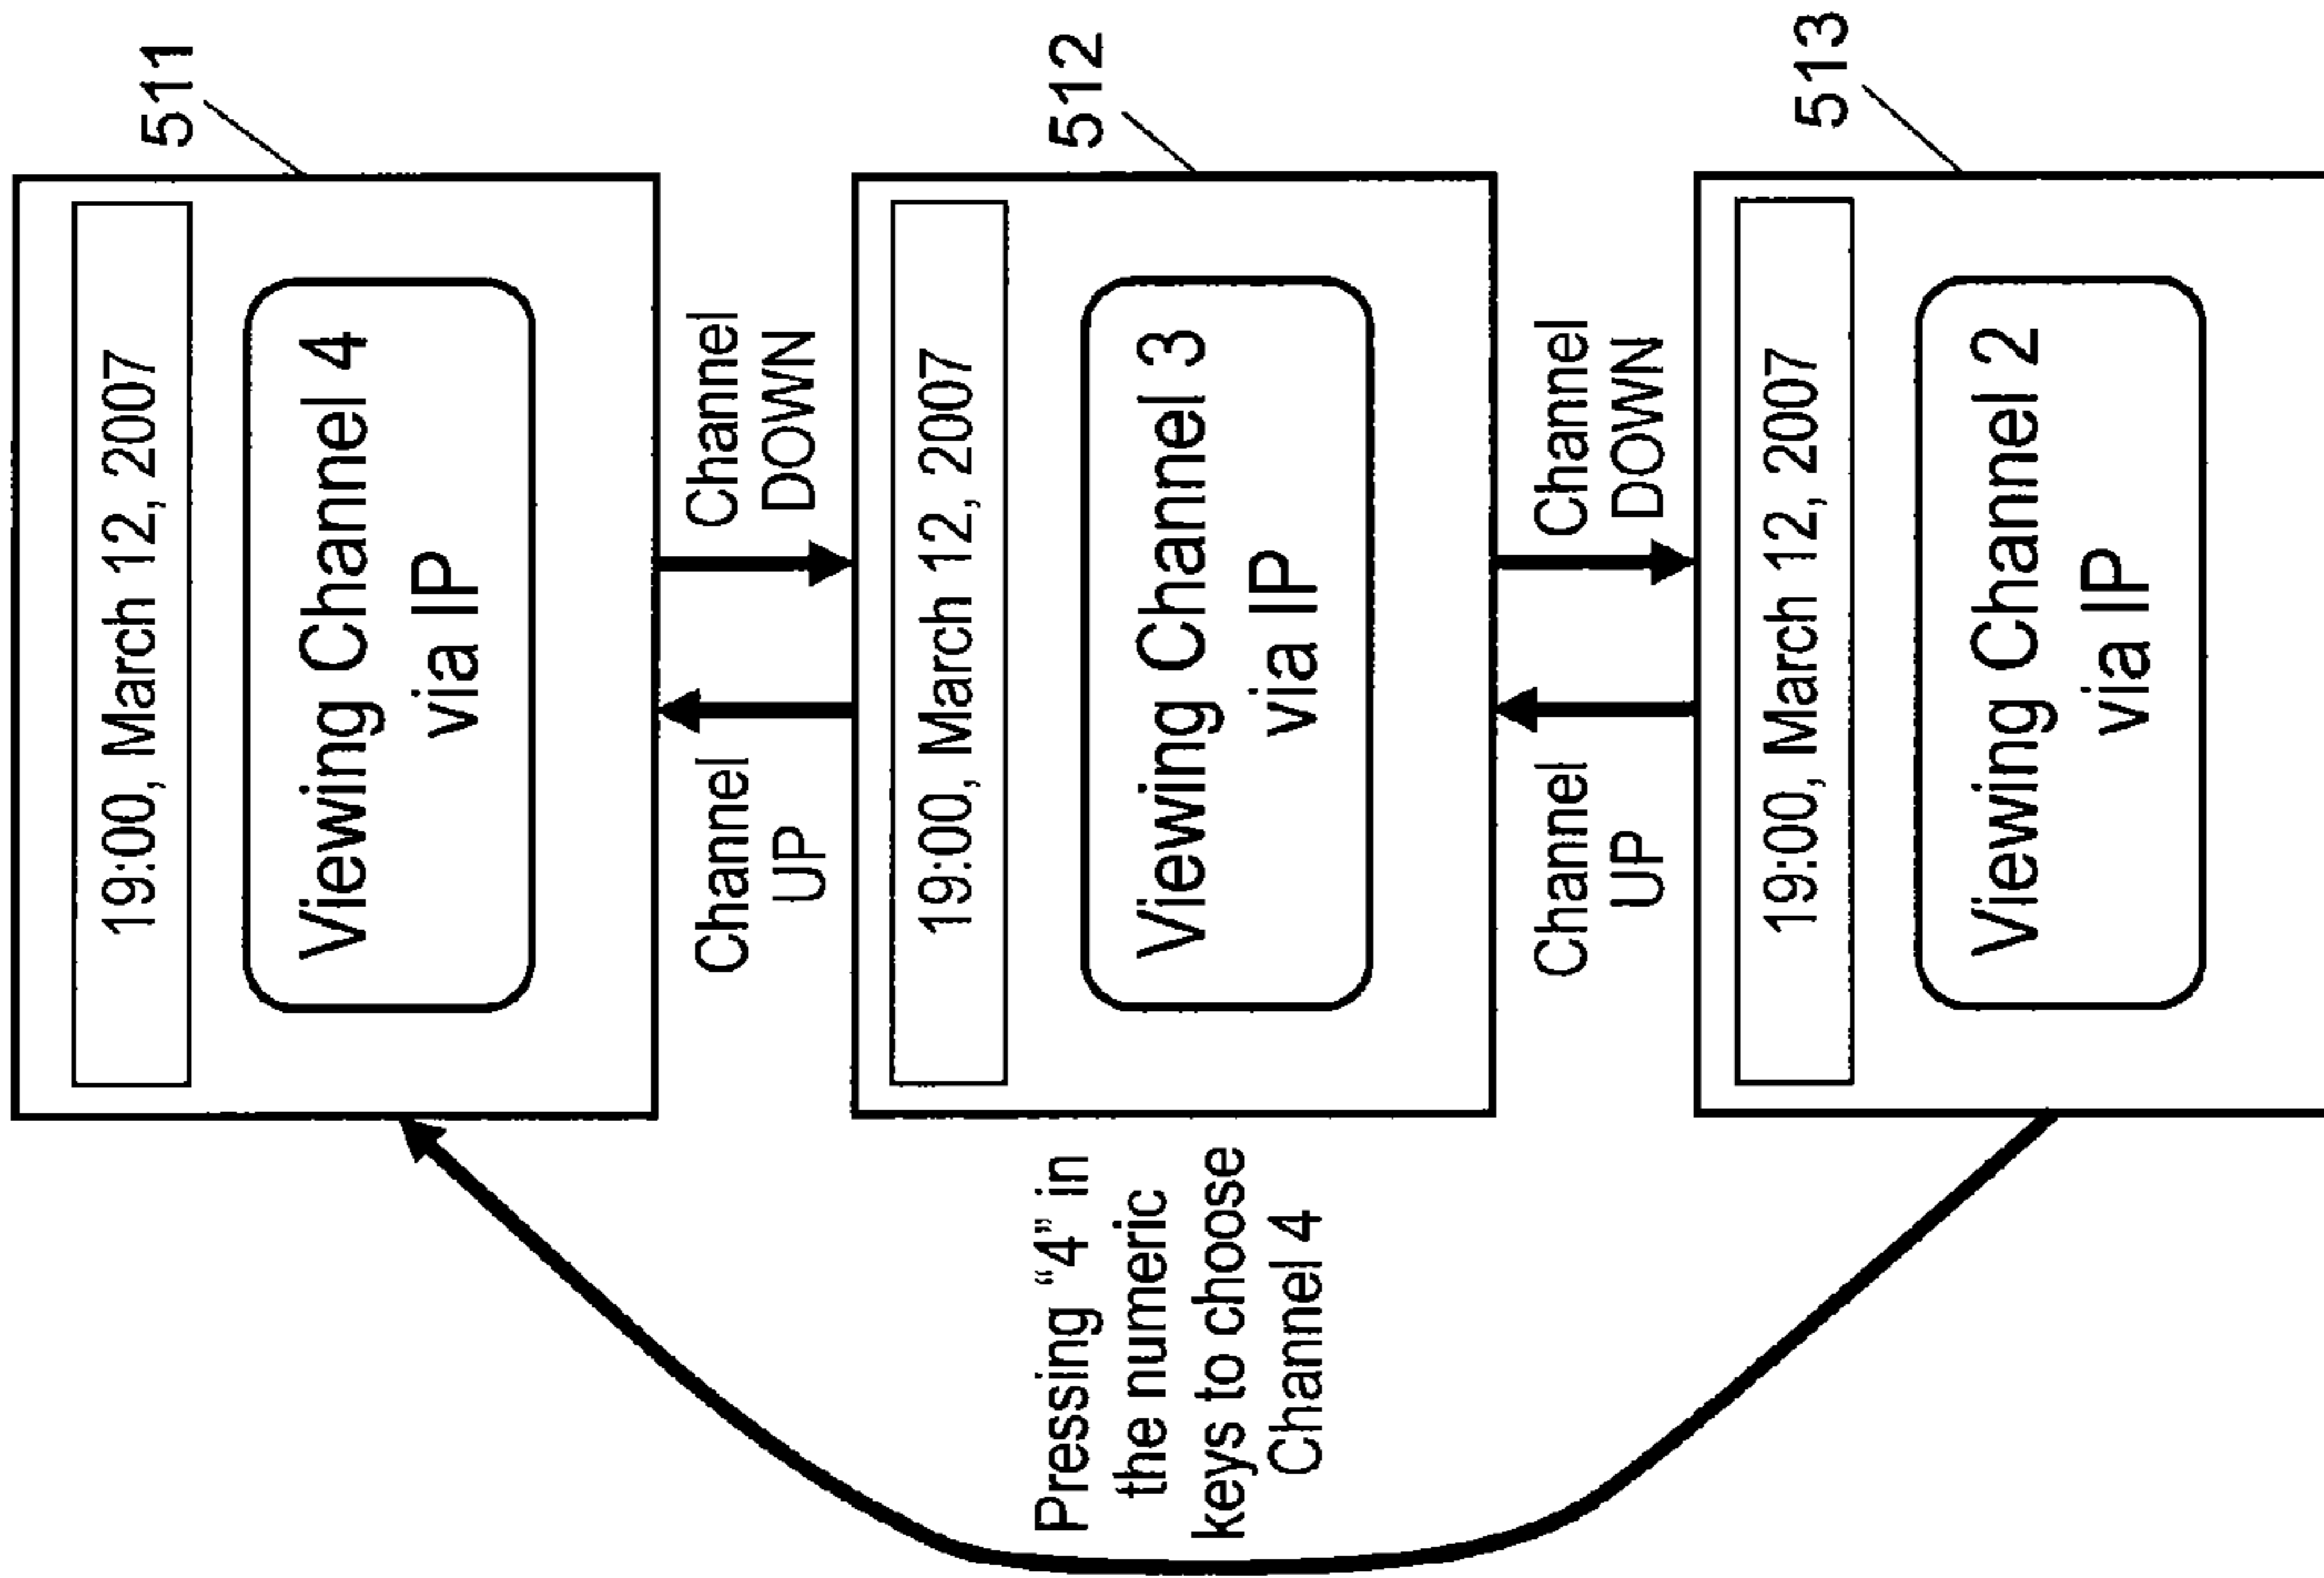 511
19:00, March 12, 2007
Viewing Channel 4
via IP
Channel
UP
Channel
DOWN
512
19:00, March 12, 2007
Viewing Channel 3
via IP
Pressing “4” in
the numeric
keys to choose
Channel 4
Channel
UP
Channel
DOWN
513
19:00, March 12, 2007
Viewing Channel 2
via IP